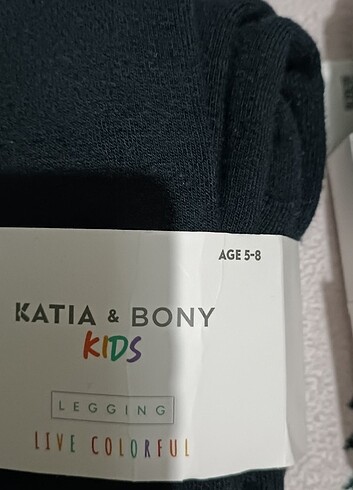 AGE 5-8
KATIA & BONY
KIDS
LEGGING
LIVE COLORFUL